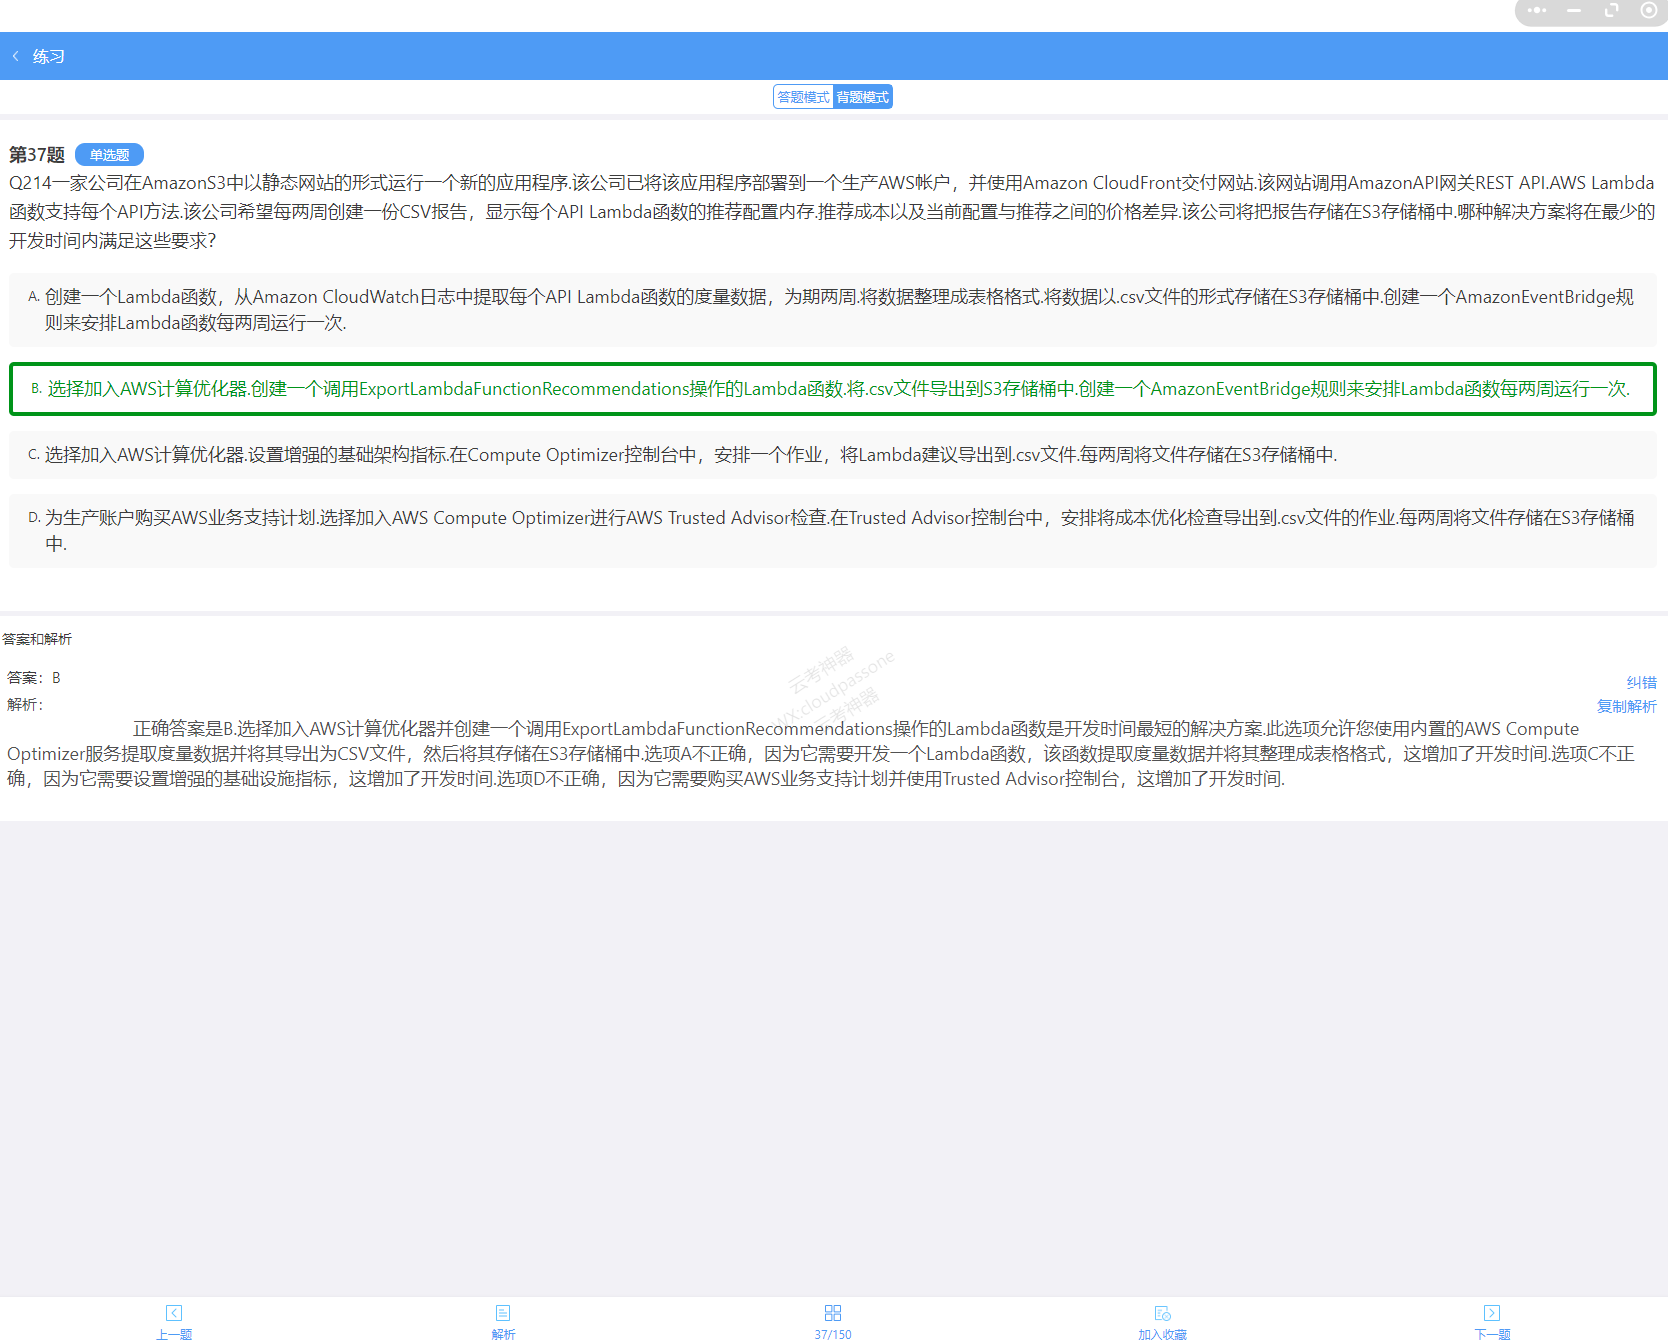 练习
答题模式 背题模式
第37题 单选题
Q214一家公司在AmazonS3中以静态网站的形式运行一个新的应用程序.该公司已将该应用程序部署到一个生产AWS帐户，并使用Amazon CloudFront交付网站.该网站调用AmazonAPI网关REST API.AWS Lambda
函数支持每个API方法.该公司希望每两周创建一份CSV报告，显示每个API Lambda函数的推荐配置内存.推荐成本以及当前配置与推荐之间的价格差异.该公司将把报告存储在S3存储桶中.哪种解决方案将在最少的
开发时间内满足这些要求?
A. 创建一个Lambda函数，从Amazon CloudWatch日志中提取每个API Lambda函数的度量数据，为期两周.将数据整理成表格格式.将数据以.csv文件的形式存储在S3存储桶中.创建一个AmazonEventBridge规
则来安排Lambda函数每两周运行一次.
B. 选择加入AWS计算优化器.创建一个调用ExportLambdaFunctionRecommendations操作的Lambda函数.将.csv文件导出到S3存储桶中.创建一个AmazonEventBridge规则来安排Lambda函数每两周运行一次.
C. 选择加入AWS计算优化器.设置增强的基础架构指标.在Compute Optimizer控制台中，安排一个作业，将Lambda建议导出到.csv文件.每两周将文件存储在S3存储桶中.
D. 为生产账户购买AWS业务支持计划.选择加入AWS Compute Optimizer进行AWS Trusted Advisor检查.在Trusted Advisor控制台中，安排将成本优化检查导出到.csv文件的作业.每两周将文件存储在S3存储桶
中.
答案和解析
云考神器
WX:cloudpassone
云考神器
答案：B
纠错
解析：
复制解析
正确答案是B.选择加入AWS计算优化器并创建一个调用ExportLambdaFunctionRecommendations操作的Lambda函数是开发时间最短的解决方案.此选项允许您使用内置的AWS Compute
Optimizer服务提取度量数据并将其导出为CSV文件，然后将其存储在S3存储桶中.选项A不正确，因为它需要开发一个Lambda函数，该函数提取度量数据并将其整理成表格格式，这增加了开发时间.选项C不正
确，因为它需要设置增强的基础设施指标，这增加了开发时间.选项D不正确，因为它需要购买AWS业务支持计划并使用Trusted Advisor控制台，这增加了开发时间.
上一题 解析 37/150 加入收藏 下一题